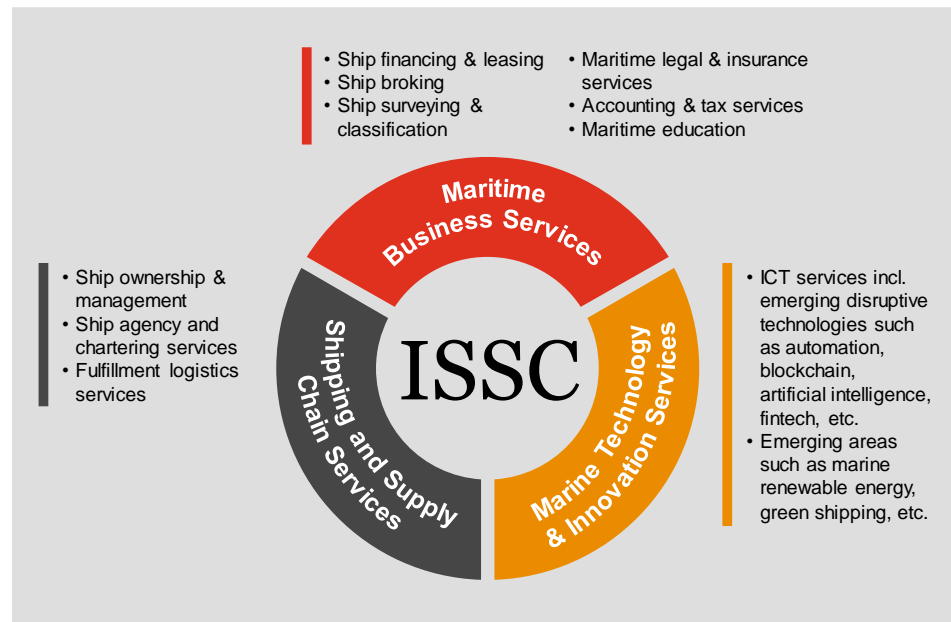 • Ship financing & leasing
• Ship broking
• Ship surveying &
classification
• Maritime legal & insurance
services
• Accounting & tax services
• Maritime education
Maritime
Business Services
• Ship ownership &
management
• Ship agency and
chartering services
• Fulfillment logistics
services
Shipping and Supply
Chain Services
ISSC
Marine Technology
& Innovation Services
• ICT services incl.
emerging disruptive
technologies such
as automation,
blockchain,
artificial intelligence,
fintech, etc.
• Emerging areas
such as marine
renewable energy,
green shipping, etc.